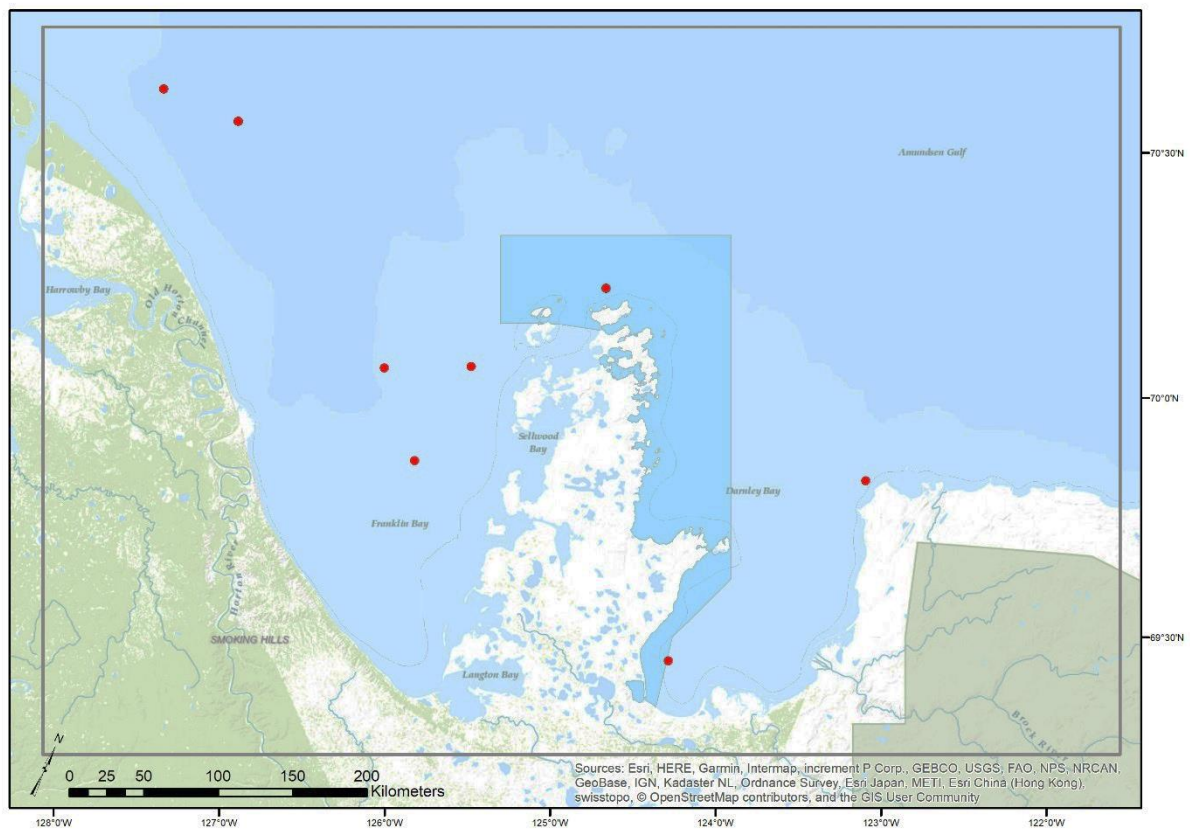 Amundsen Gulf
70°30'0"N
Harrowby Bay
Old Horton Channel
70°0'N
Sellwood
Bay
Darnley Bay
Franklin Bay
Horton River
69°30'N
SMOKING HILLS
Langton Bay
Brock River
N
0 25 50 100 150 200
Kilometers
Sources: Esri, HERE, Garmin, Intermap, increment P Corp., GEBCO, USGS, FAO, NPS, NRCAN,
GeoBase, IGN, Kadaster NL, Ordnance Survey, Esri Japan, METI, Esri China (Hong Kong),
swisstopo, © OpenStreetMap contributors, and the GIS User Community
128°0'W 127°0'W 126°0'W 125°0'W 124°0'W 123°0'W 122°0'W